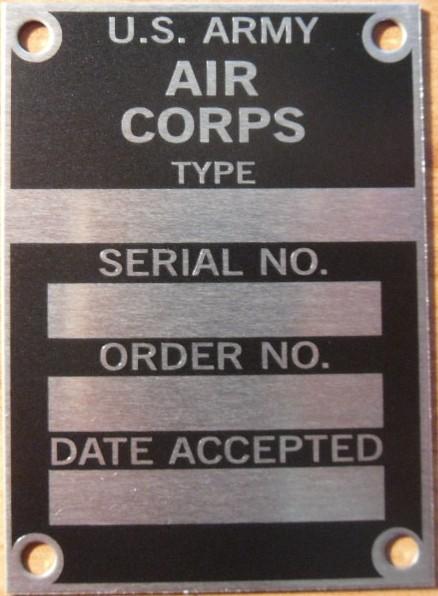 U.S. ARMY
AIR
CORPS
TYPE
SERIAL NO.
ORDER NO.
DATE ACCEPTED